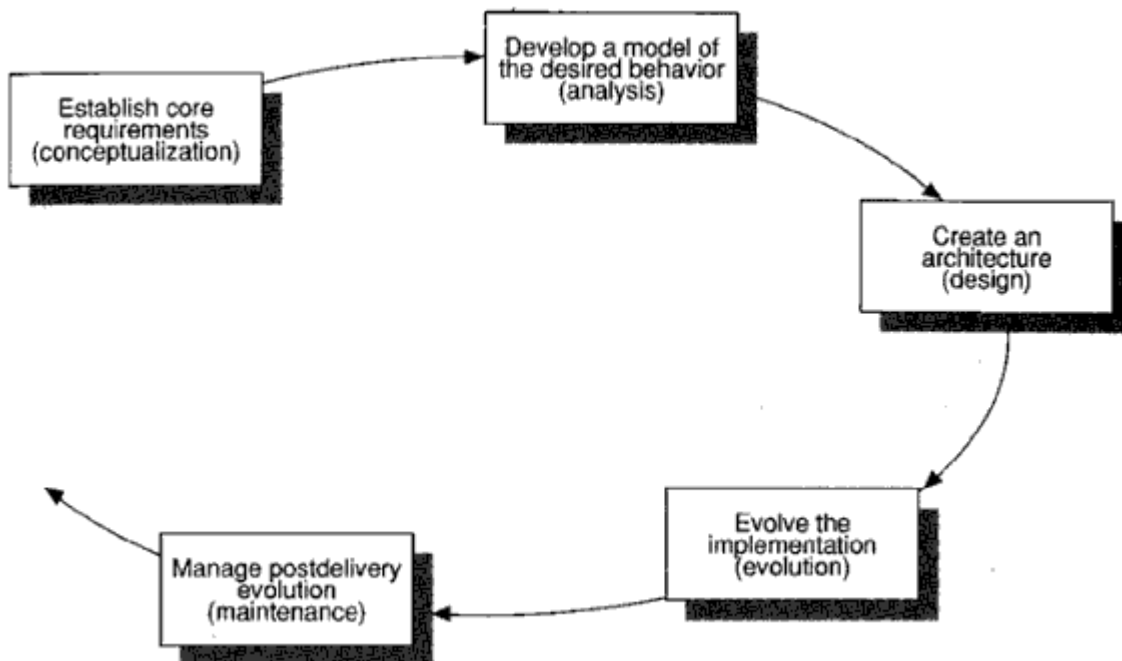 Establish core
requirements
(conceptualization)
Develop a model of
the desired behavior
(analysis)
Create an
architecture
(design)
Evolve the
implementation
(evolution)
Manage postdelivery
evolution
(maintenance)